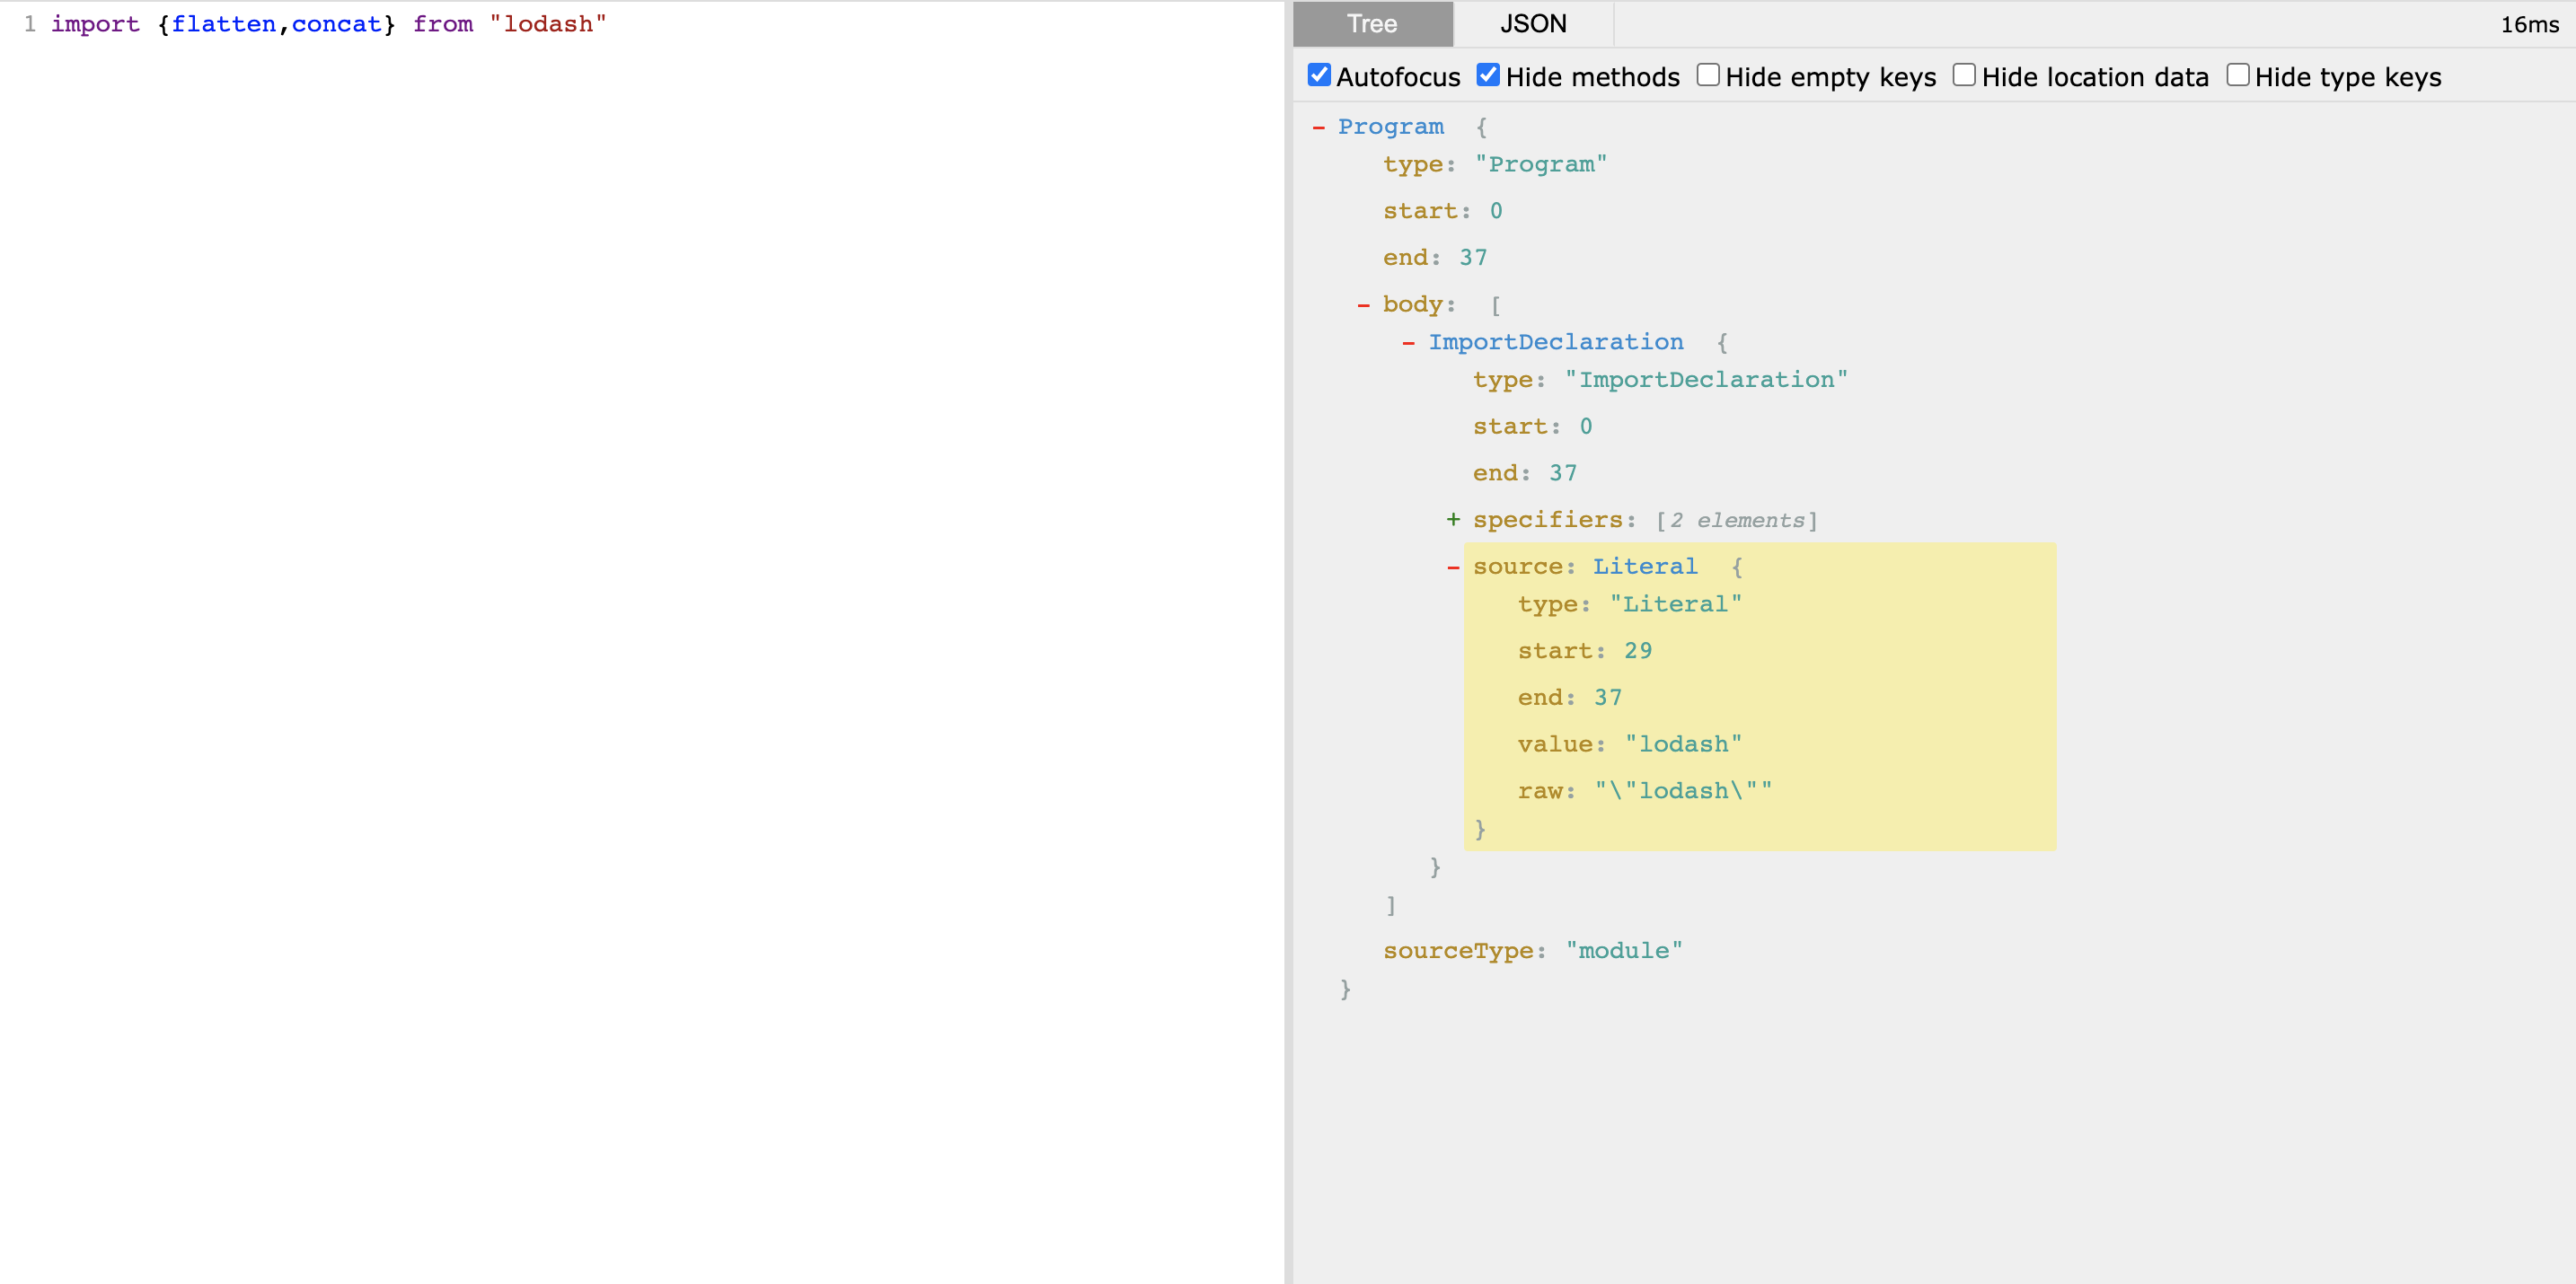 1 import {flatten,concat} from "lodash"
Tree JSON 16ms
Autofocus Hide methods Hide empty keys Hide location data Hide type keys
- Program {
type: "Program"
start: 0
end: 37
- body: [
- ImportDeclaration {
type: "ImportDeclaration"
start: 0
end: 37
+ specifiers: [2 elements]
- source: Literal {
type: "Literal"
start: 29
end: 37
value: "lodash"
raw: "\"lodash\""
}
}
]
sourceType: "module"
}